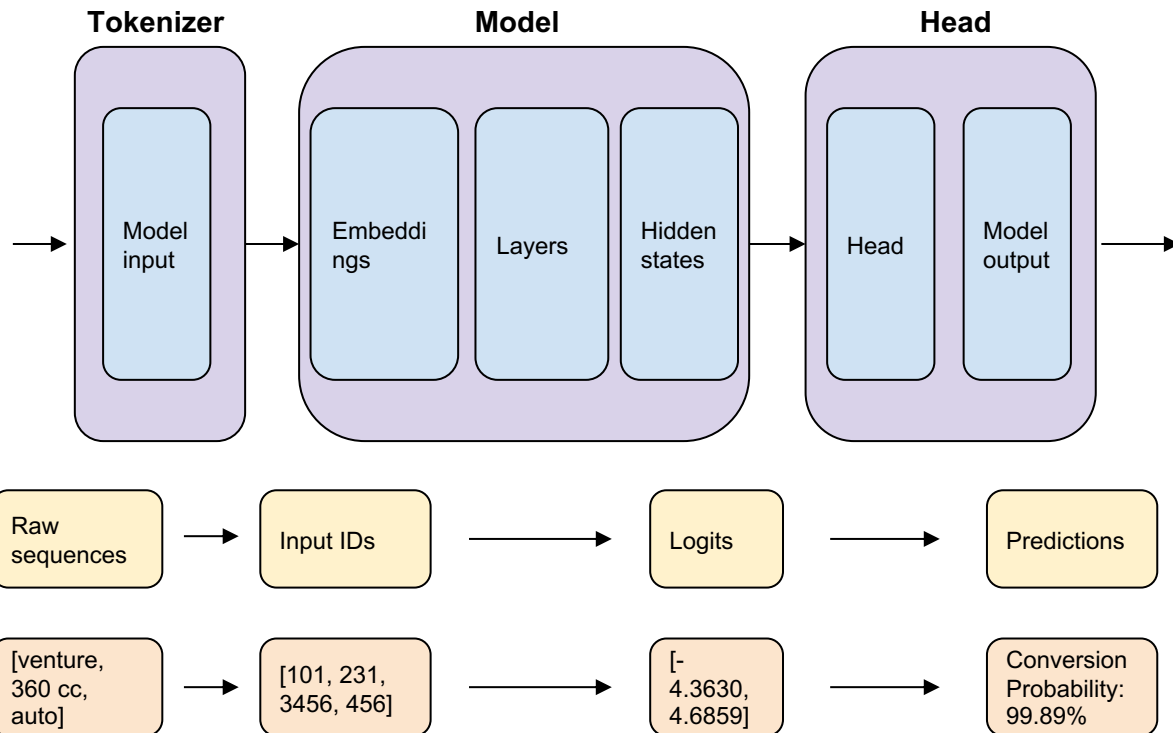 Tokenizer
Model
Head
Model
input
Embeddi
ngs
Layers
Hidden
states
Head
Model
output
Raw
sequences
Input IDs
Logits
Predictions
[venture,
360 cc,
auto]
[101, 231,
3456, 456]
[-
4.3630,
4.6859]
Conversion
Probability:
99.89%